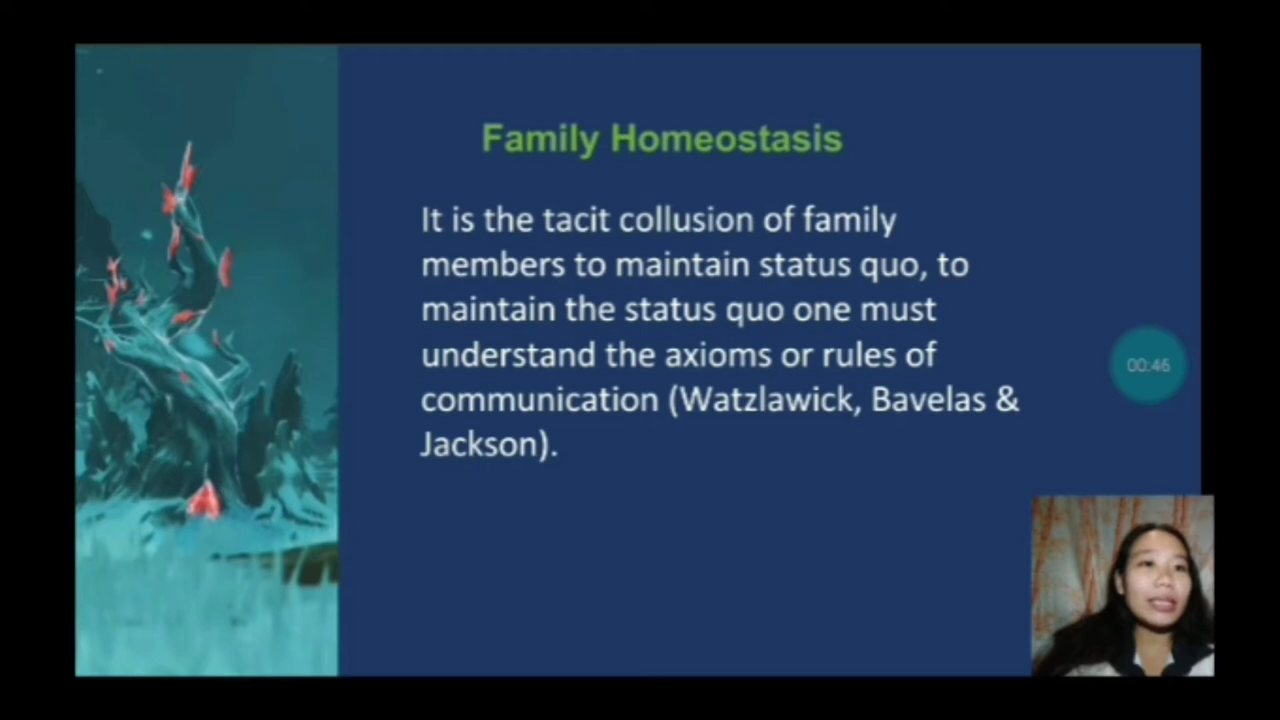 Family Homeostasis
It is the tacit collusion of family
members to maintain status quo, to
maintain the status quo one must
understand the axioms or rules of
communication (Watzlawick, Bavelas &
Jackson).
00:46